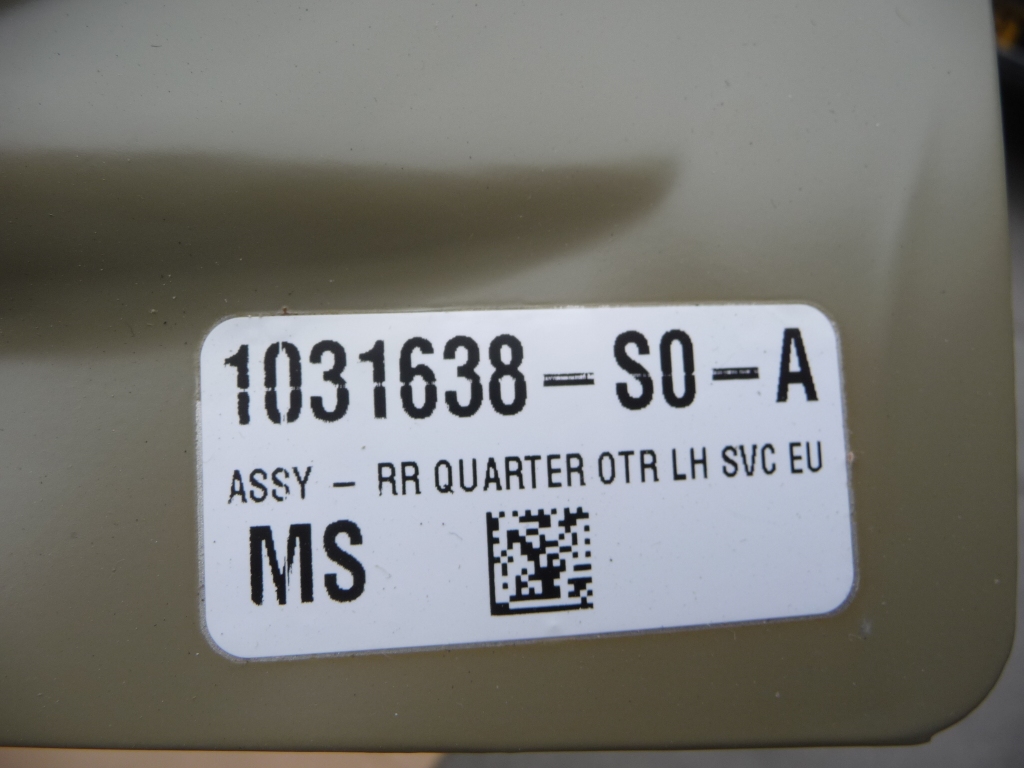 1031638-S0-A
ASSY - RR QUARTER OTR LH SVC EU
MS